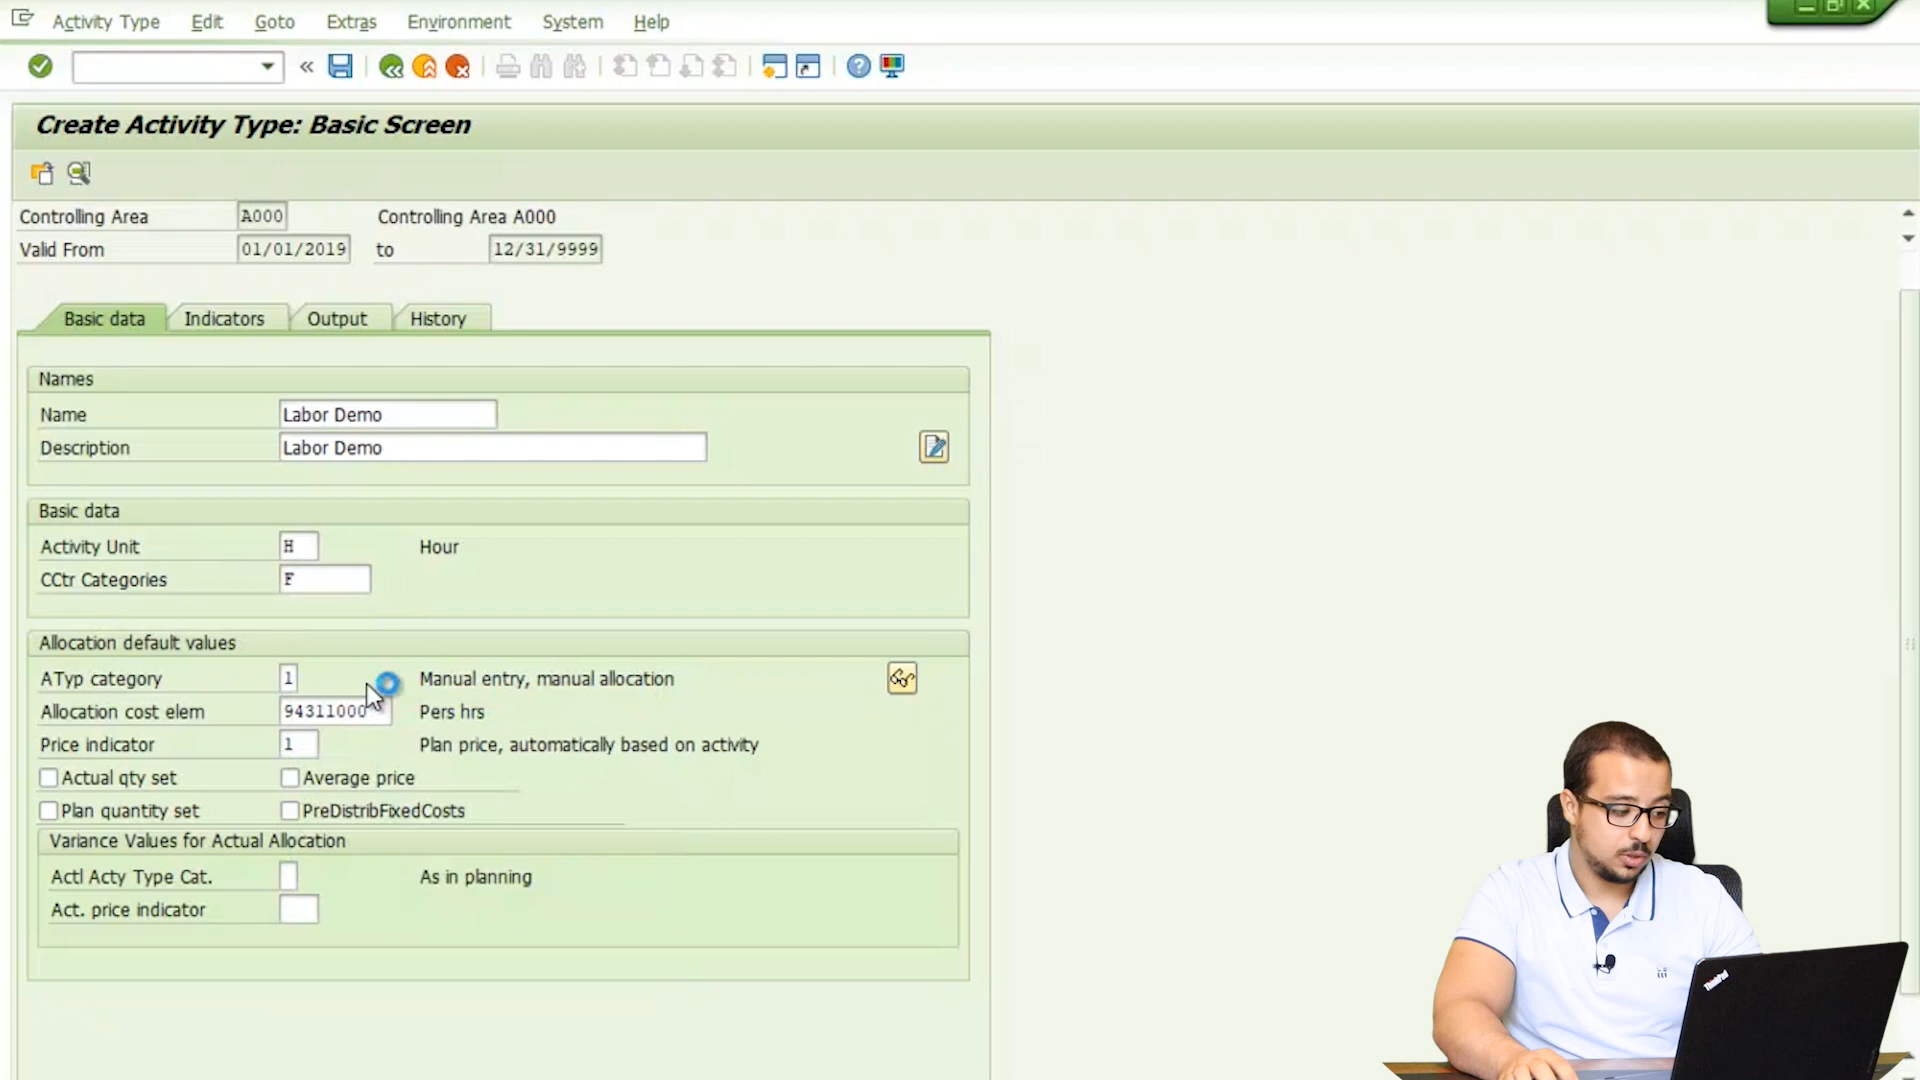 Activity Type Edit Goto Extras Environment System Help
Create Activity Type: Basic Screen
Controlling Area A000 Controlling Area A000
Valid From 01/01/2019 to 12/31/9999
Basic data Indicators Output History
Names
Name Labor Demo
Description Labor Demo
Basic data
Activity Unit H Hour
CCtr Categories F
Allocation default values
ATyp category 1 Manual entry, manual allocation
Allocation cost elem 94311000 Pers hrs
Price indicator 1 Plan price, automatically based on activity
Actual qty set Average price
Plan quantity set PreDistribFixedCosts
Variance Values for Actual Allocation
Actl Acty Type Cat. As in planning
Act. price indicator
ThinkPad